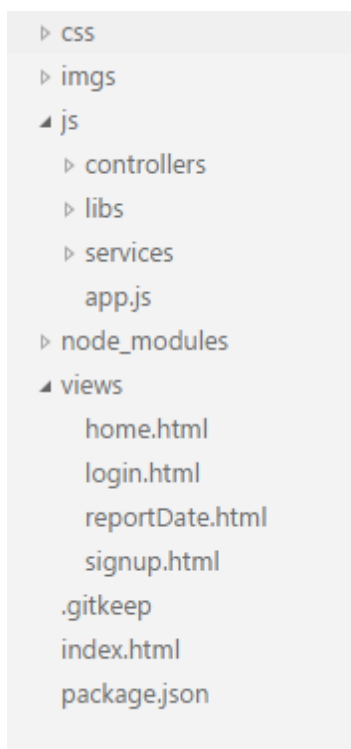 css
imgs
js
controllers
libs
services
app.js
node_modules
views
home.html
login.html
reportDate.html
signup.html
.gitkeep
index.html
package.json